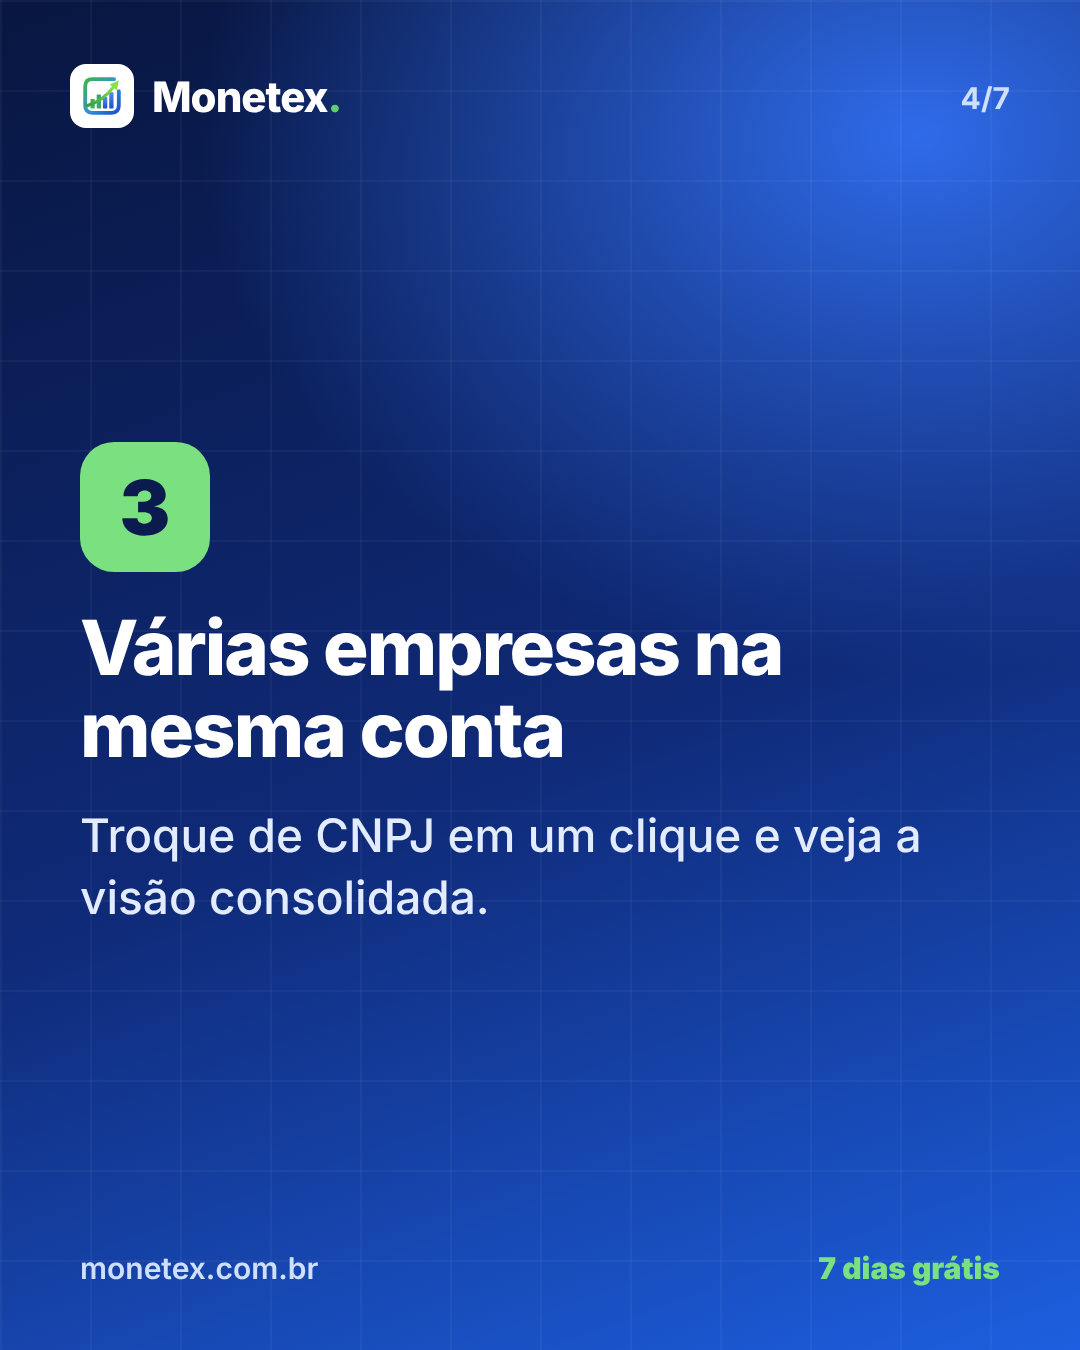 Monetex.
4/7
3
Várias empresas na
mesma conta
Troque de CNPJ em um clique e veja a
visão consolidada.
monetex.com.br
7 dias grátis